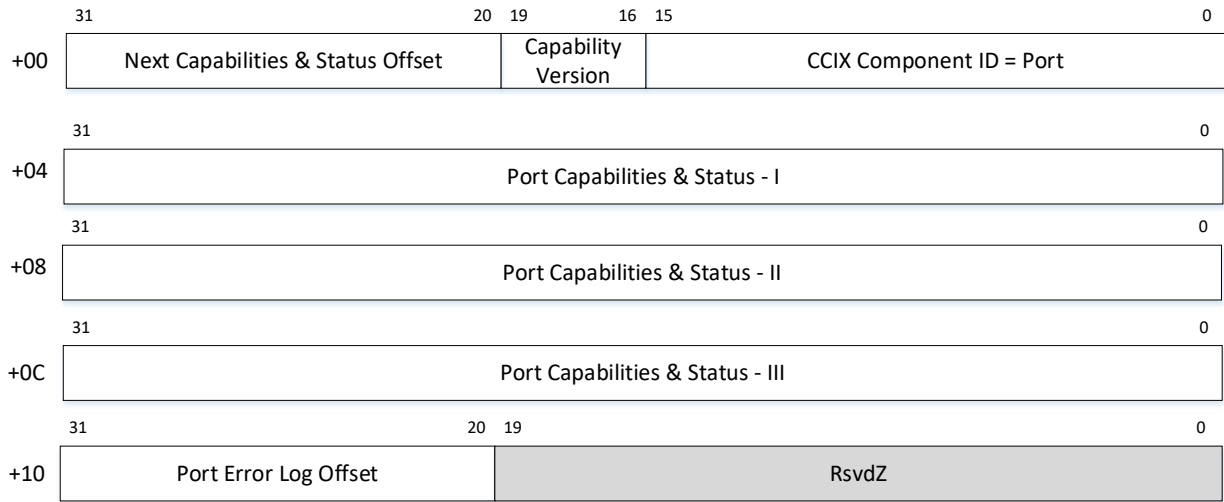 31 20 19 16 15 0
+00 Next Capabilities & Status Offset Capability Version CCIX Component ID = Port
31 0
+04 Port Capabilities & Status - I
31 0
+08 Port Capabilities & Status - II
31 0
+0C Port Capabilities & Status - III
31 20 19 0
+10 Port Error Log Offset RsvdZ